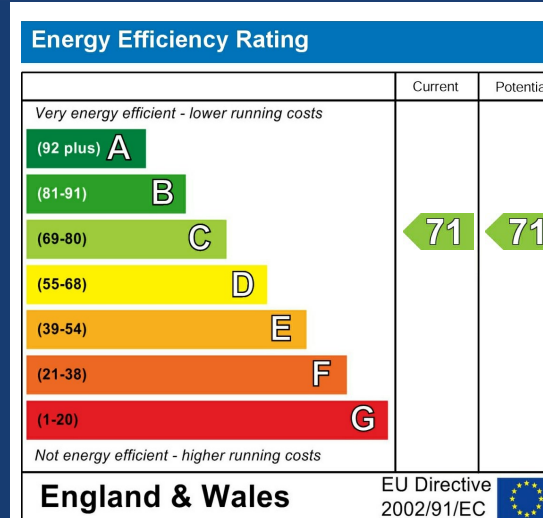 Energy Efficiency Rating
Current Potentia
Very energy efficient - lower running costs
(92 plus) A
(81-91) B
(69-80) C 71 71
(55-68) D
(39-54) E
(21-38) F
(1-20) G
Not energy efficient - higher running costs
England & Wales
EU Directive
2002/91/EC